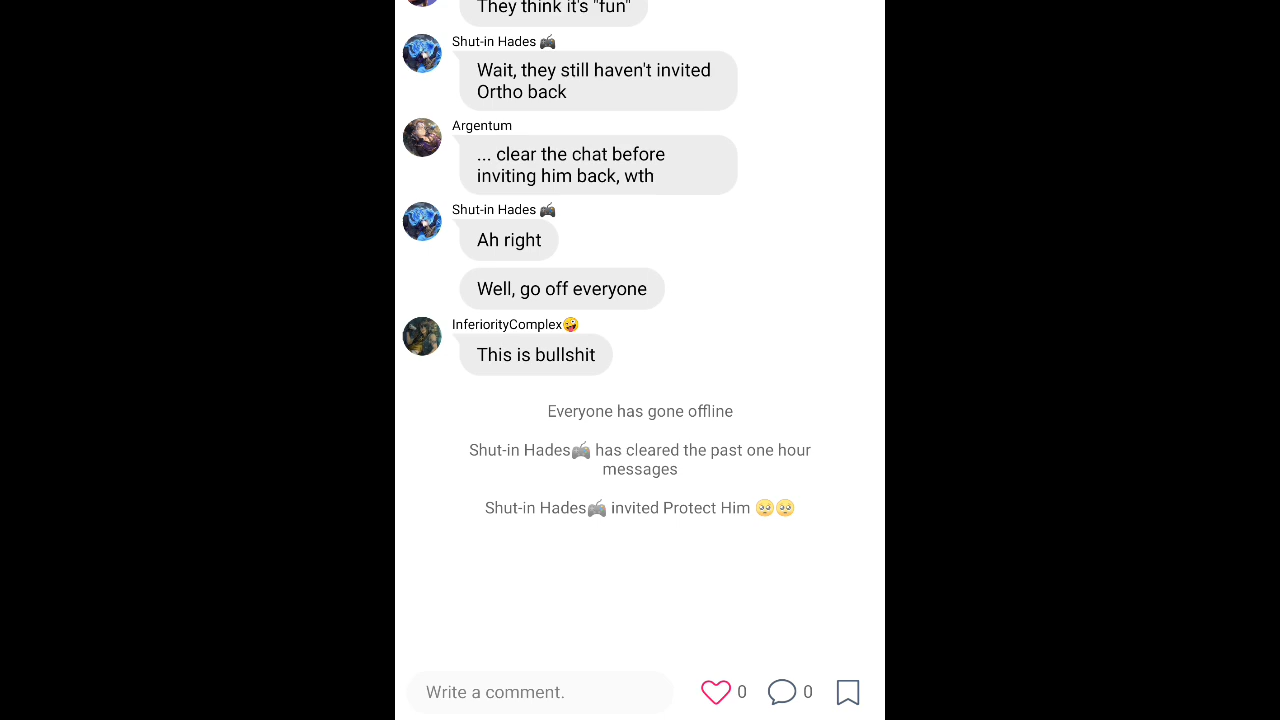 They think it's "fun"
Shut-in Hades 🎮
Wait, they still haven't invited
Ortho back
Argentum
... clear the chat before
inviting him back, wth
Shut-in Hades 🎮
Ah right
Well, go off everyone
InferiorityComplex🤪
This is bullshit
Everyone has gone offline
Shut-in Hades🎮 has cleared the past one hour
messages
Shut-in Hades🎮 invited Protect Him 🥺🥺
Write a comment.
0
0